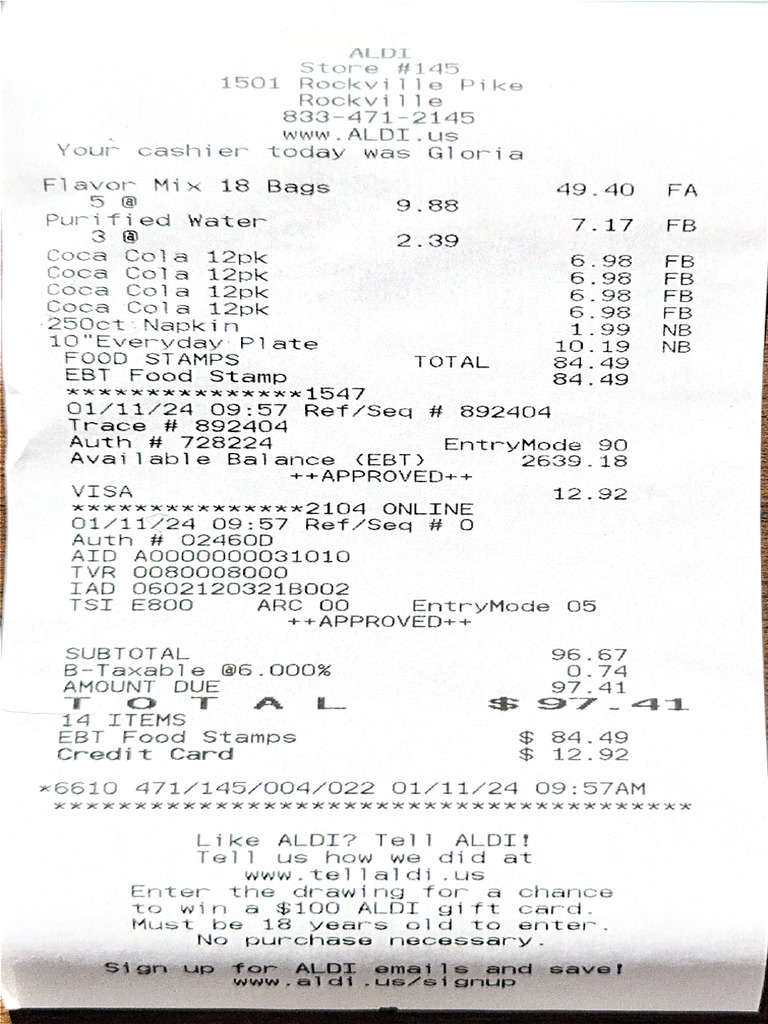 ALDI
Store #145
1501 Rockville Pike
Rockville
833-471-2145
www.ALDI.us
Your cashier today was Gloria
Flavor Mix 18 Bags 49.40 FA
5 @ 9.88
Purified Water 7.17 FB
3 @ 2.39
Coca Cola 12pk 6.98 FB
Coca Cola 12pk 6.98 FB
Coca Cola 12pk 6.98 FB
Coca Cola 12pk 6.98 FB
250ct Napkin 1.99 NB
10"Everyday Plate 10.19 NB
FOOD STAMPS TOTAL 84.49
EBT Food Stamp 84.49
***************1547
01/11/24 09:57 Ref/Seq # 892404
Trace # 892404
Auth # 728224 EntryMode 90
Available Balance (EBT) 2639.18
++APPROVED++
VISA 12.92
***************2104 ONLINE
01/11/24 09:57 Ref/Seq # 0
Auth # 02460D
AID A0000000031010
TVR 0080008000
IAD 0602120321B002
TSI E800 ARC 00 EntryMode 05
++APPROVED++
SUBTOTAL 96.67
B-Taxable @6.000% 0.74
AMOUNT DUE 97.41
T O T A L $ 97.41
14 ITEMS
EBT Food Stamps $ 84.49
Credit Card $ 12.92
*6610 471/145/004/022 01/11/24 09:57AM
****************************************
Like ALDI? Tell ALDI!
Tell us how we did at
www.tellaldi.us
Enter the drawing for a chance
to win a $100 ALDI gift card.
Must be 18 years old to enter.
No purchase necessary.
Sign up for ALDI emails and save!
www.aldi.us/signup